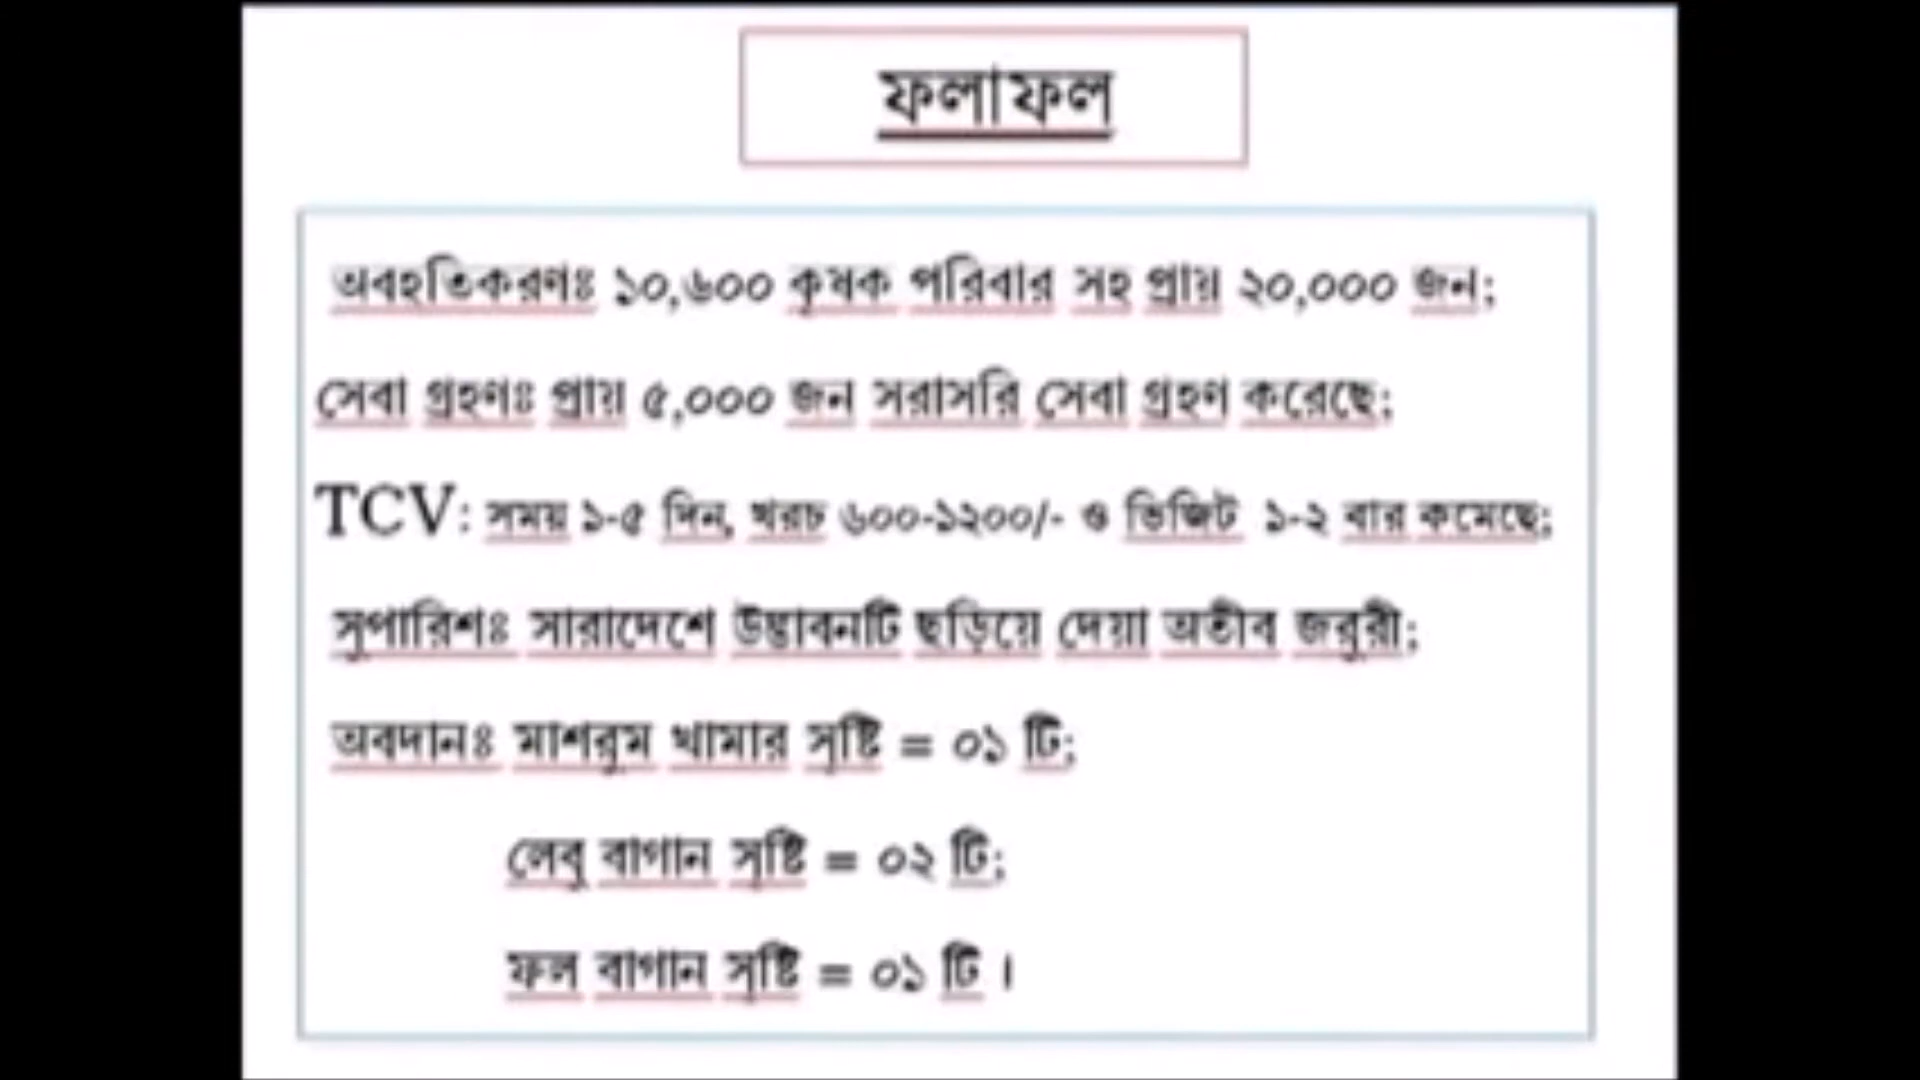 ফলাফল
অবহতিকরণঃ ১০,৬০০ কৃষক পরিবার সহ প্রায় ২০,০০০ জন;
সেবা গ্রহণঃ প্রায় ৫,০০০ জন সরাসরি সেবা গ্রহণ করেছে;
TCV: সময় ১-৫ দিন, খরচ ৬০০-১২০০/- ও ভিজিট ১-২ বার কমেছে;
সুপারিশঃ সারাদেশে উদ্ভাবনটি ছড়িয়ে দেয়া অতীব জরুরী;
অবদানঃ মাশরুম খামার সৃষ্টি = ০১ টি;
লেবু বাগান সৃষ্টি = ০২ টি;
ফল বাগান সৃষ্টি = ০১ টি ।